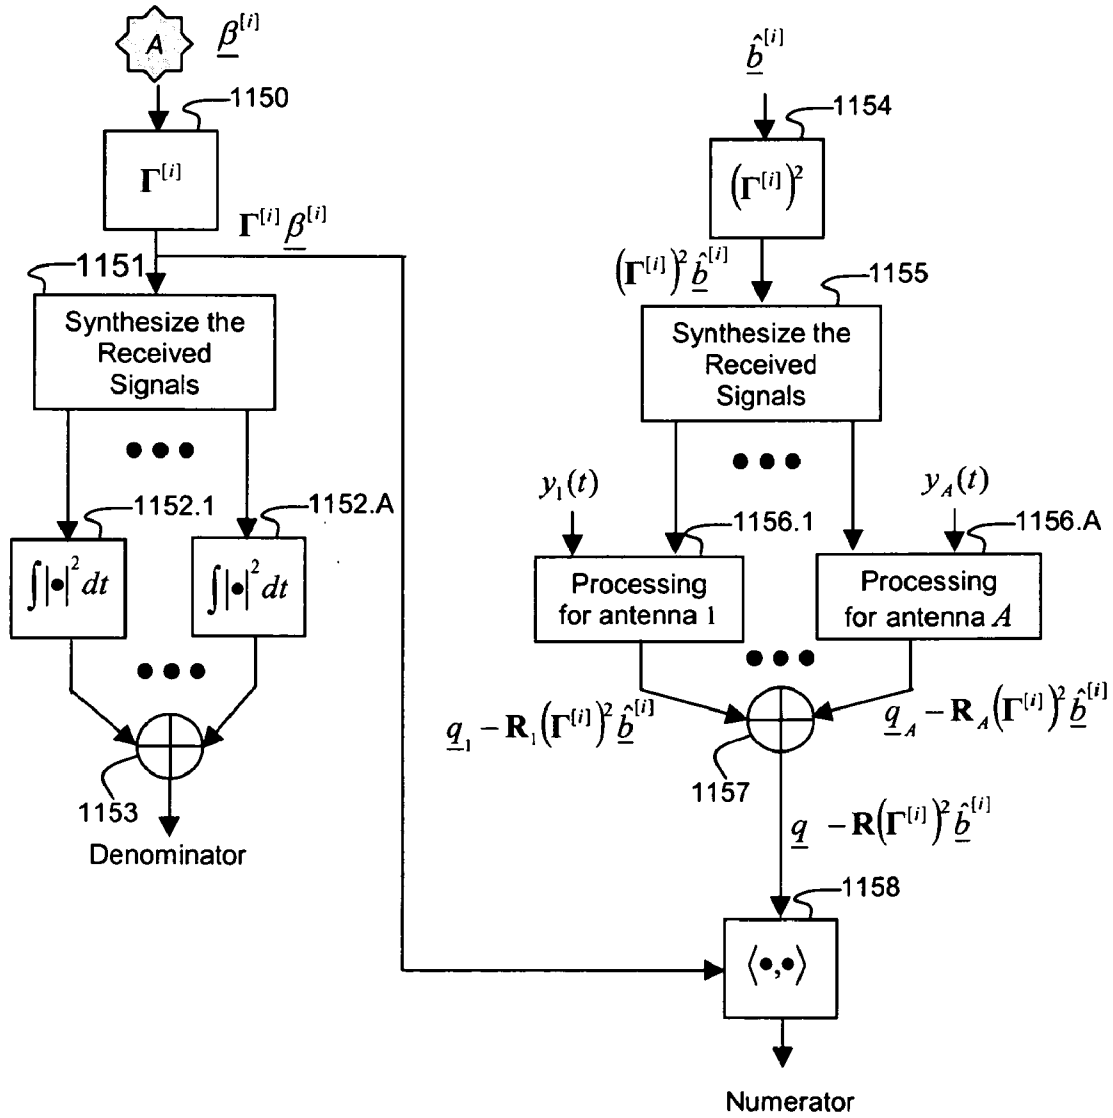 A
β^[i]
1150
Γ^[i]
Γ^[i] β^[i]
1151
Synthesize the
Received
Signals
1152.1
1152.A
∫|●|² dt
∫|●|² dt
1153
Denominator
b̂^[i]
1154
(Γ^[i])²
(Γ^[i])² b̂^[i]
1155
Synthesize the
Received
Signals
y₁(t)
y_A(t)
1156.1
1156.A
Processing
for antenna 1
Processing
for antenna A
q₁ − R₁(Γ^[i])² b̂^[i]
q_A − R_A(Γ^[i])² b̂^[i]
1157
q − R(Γ^[i])² b̂^[i]
1158
⟨●,●⟩
Numerator